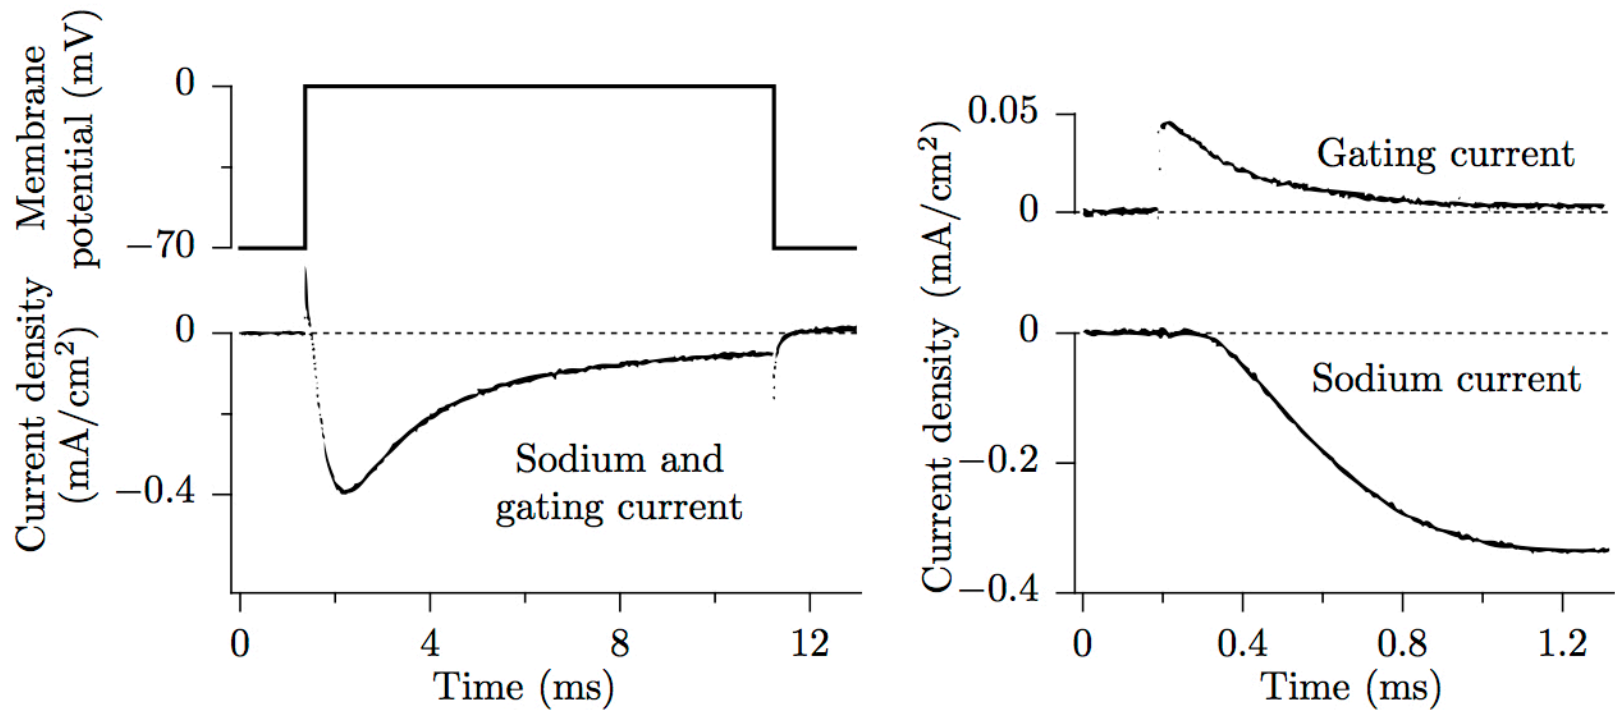 Membrane
potential (mV)
0
−70
Current density
(mA/cm²)
0
−0.4
Sodium and
gating current
0
4
8
12
Time (ms)
Current density (mA/cm²)
0.05
0
Gating current
0
−0.2
−0.4
Sodium current
0
0.4
0.8
1.2
Time (ms)